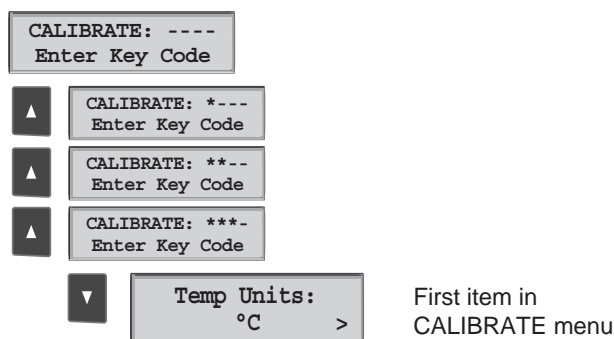 CALIBRATE: ----
Enter Key Code
CALIBRATE: *---
Enter Key Code
CALIBRATE: **--
Enter Key Code
CALIBRATE: ***-
Enter Key Code
Temp Units:
°C >
First item in
CALIBRATE menu